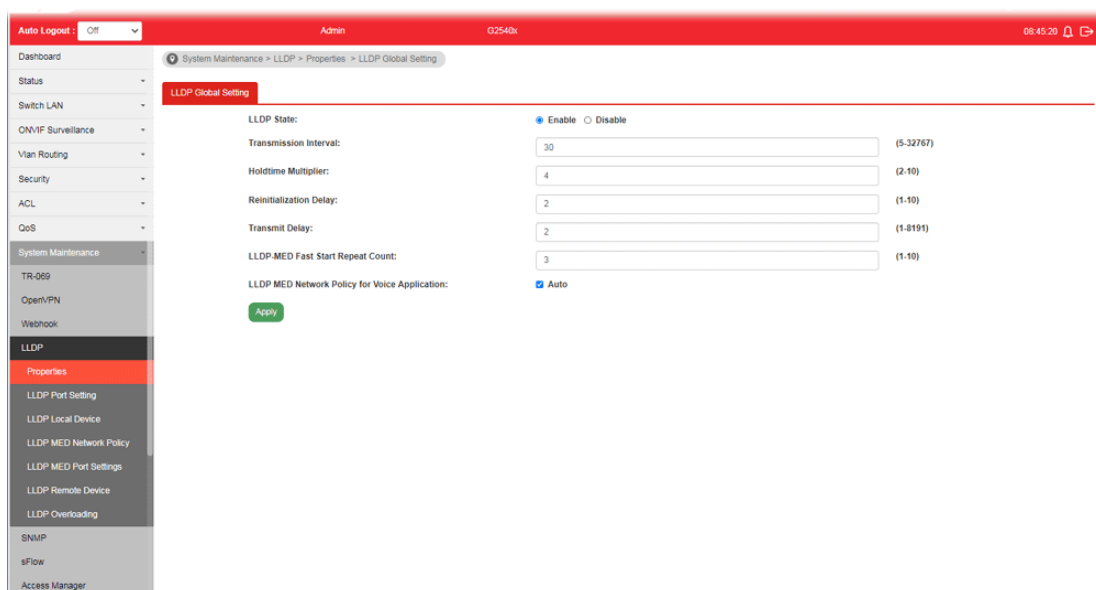 Auto Logout : Off Admin G2540x 08:45:20
Dashboard
Status
Switch LAN
ONVIF Surveillance
Vlan Routing
Security
ACL
QoS
System Maintenance
TR-069
OpenVPN
Webhook
LLDP
Properties
LLDP Port Setting
LLDP Local Device
LLDP MED Network Policy
LLDP MED Port Settings
LLDP Remote Device
LLDP Overloading
SNMP
sFlow
Access Manager
System Maintenance > LLDP > Properties > LLDP Global Setting
LLDP Global Setting
LLDP State: Enable Disable
Transmission Interval: 30 (5-32767)
Holdtime Multiplier: 4 (2-10)
Reinitialization Delay: 2 (1-10)
Transmit Delay: 2 (1-8191)
LLDP-MED Fast Start Repeat Count: 3 (1-10)
LLDP MED Network Policy for Voice Application: Auto
Apply